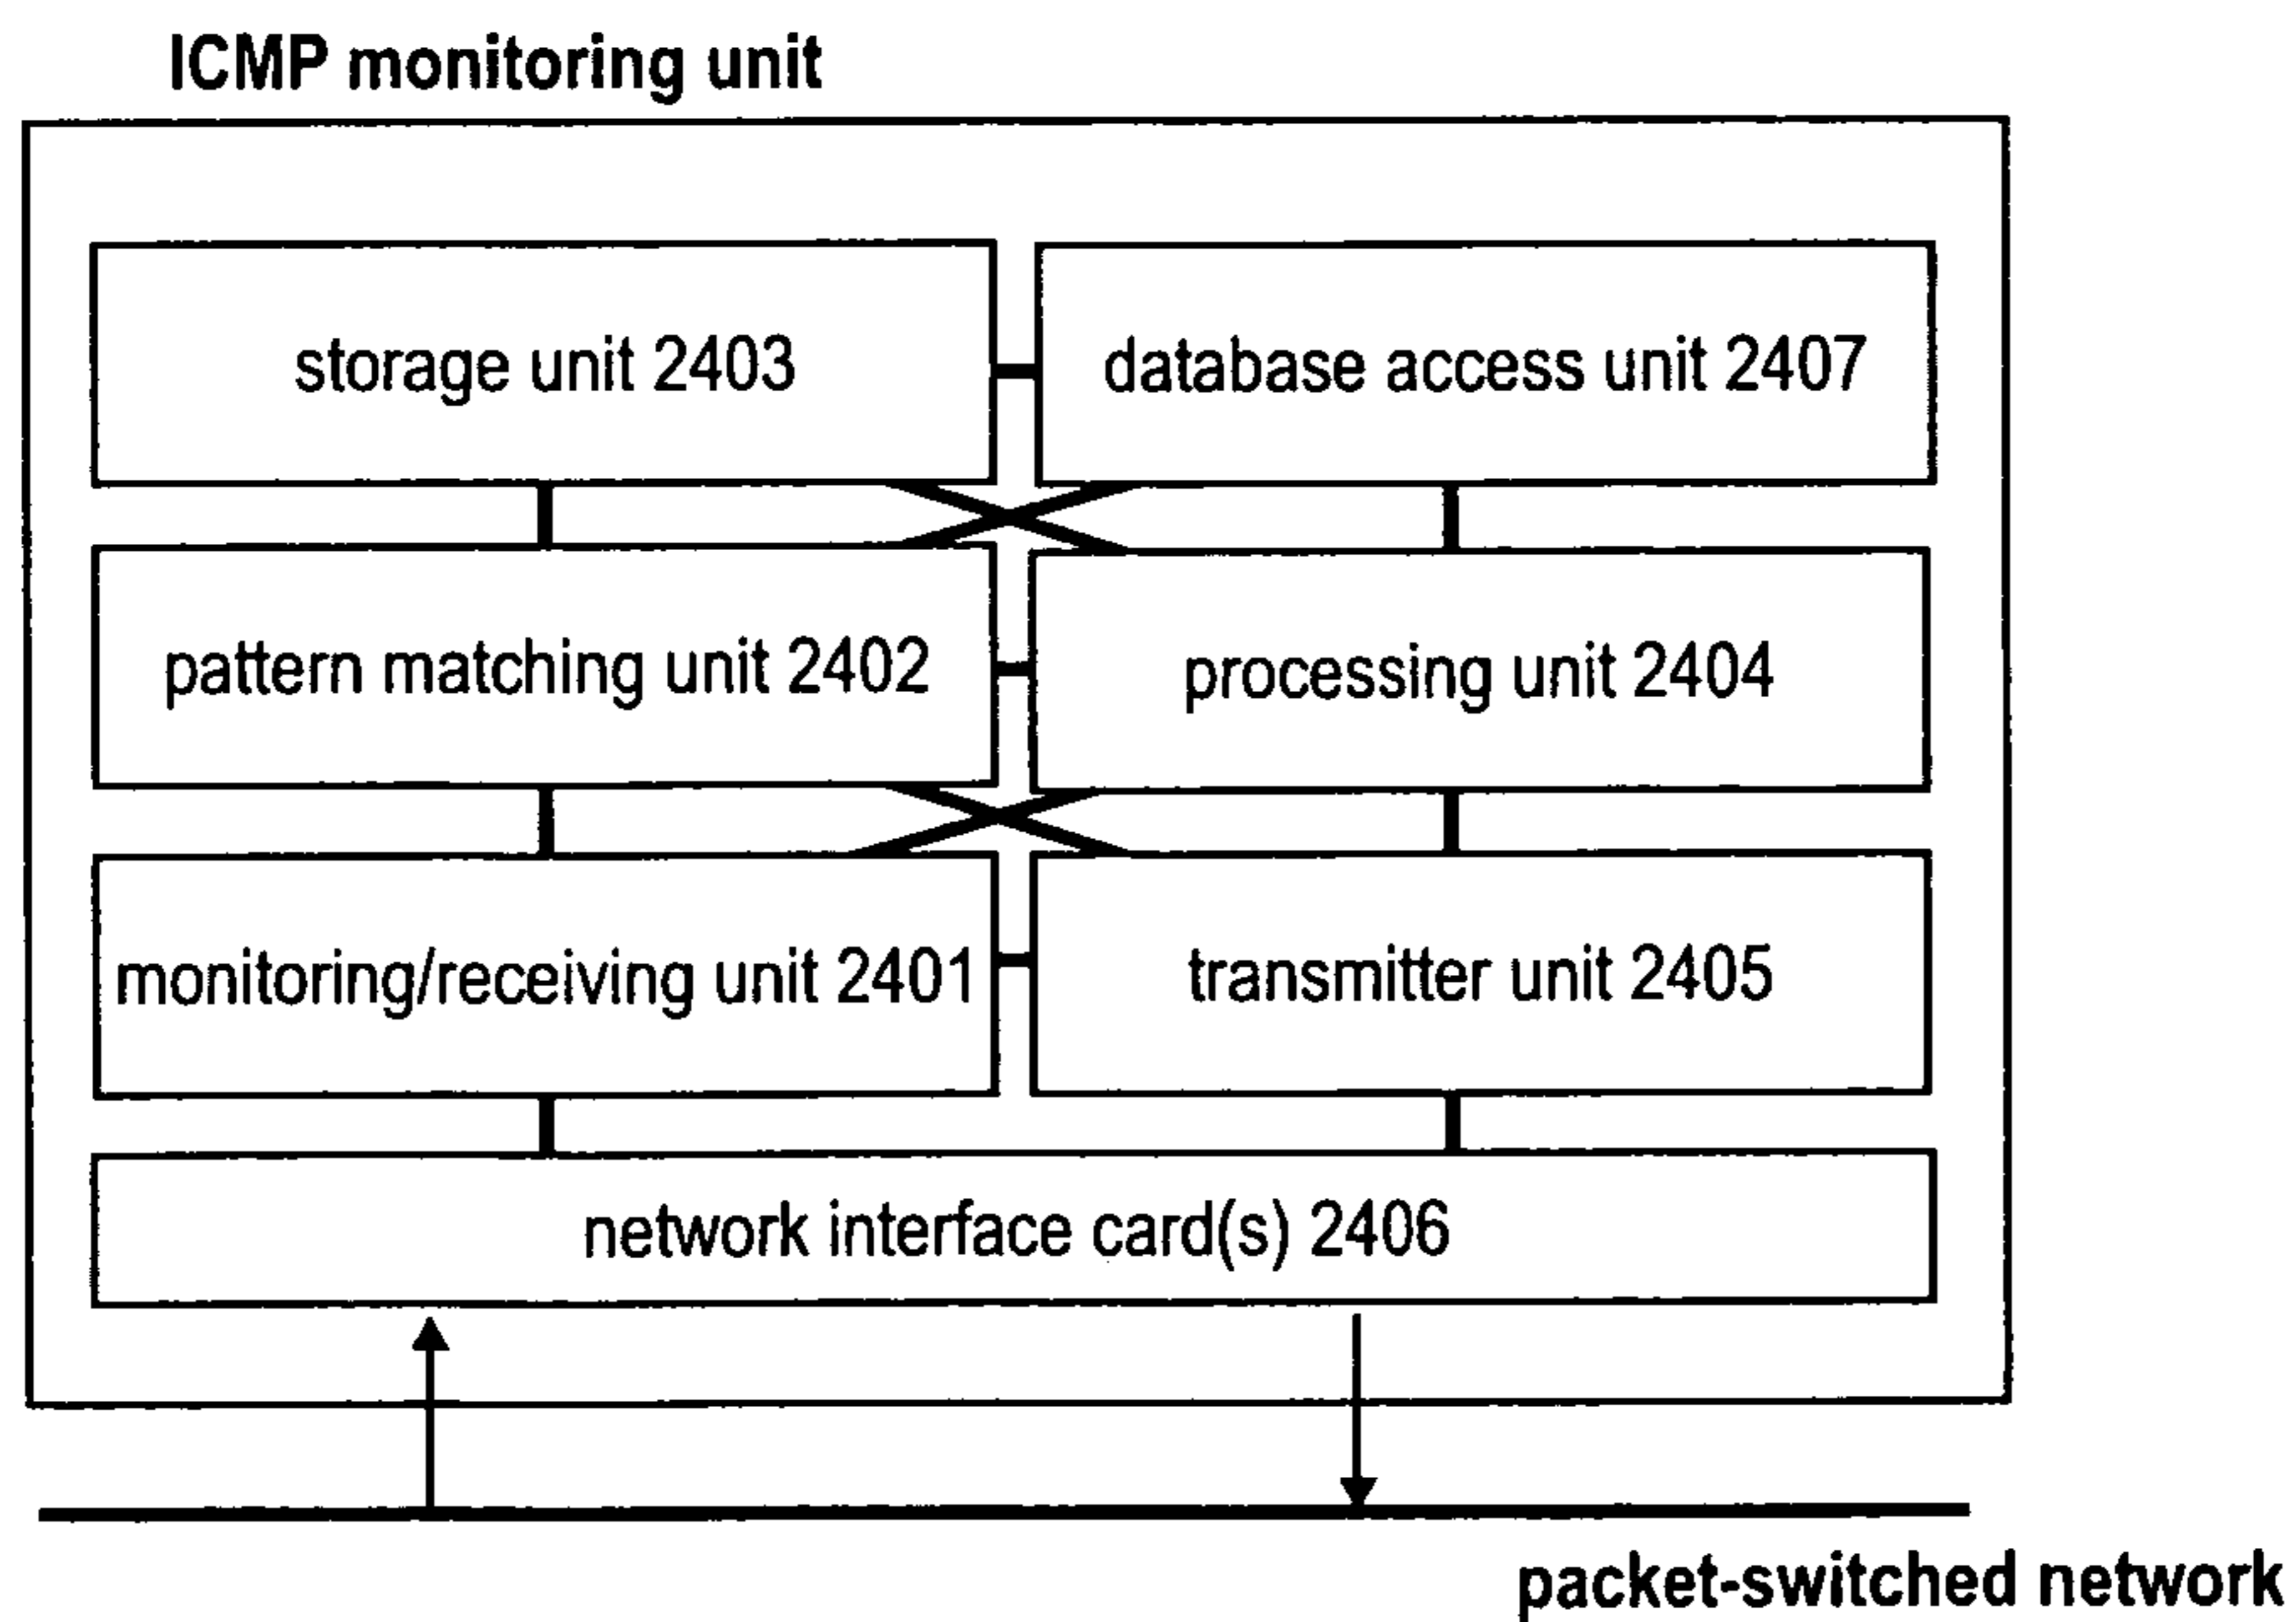 ICMP monitoring unit
storage unit 2403
database access unit 2407
pattern matching unit 2402
processing unit 2404
monitoring/receiving unit 2401
transmitter unit 2405
network interface card(s) 2406
packet-switched network